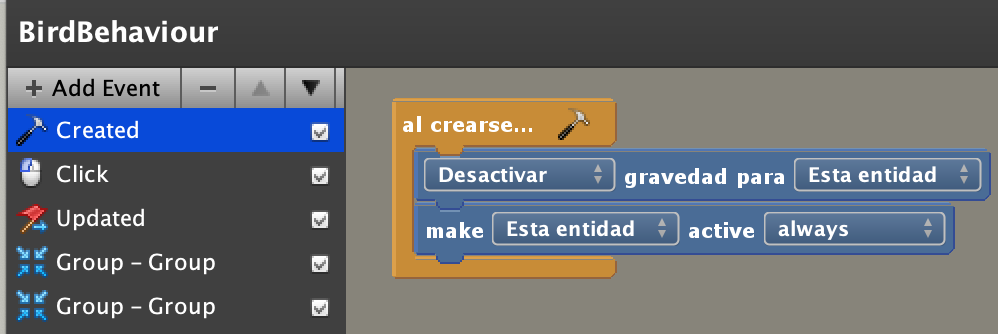 BirdBehaviour
+ Add Event −
Created
Click
Updated
Group – Group
Group – Group
al crearse...
Desactivar gravedad para Esta entidad
make Esta entidad active always